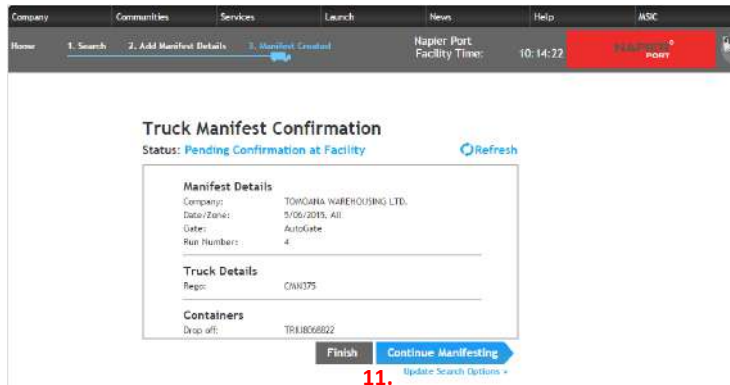 Company Communities Services Launch News Help MSIC
Home 1. Search 2. Add Manifest Details 3. Manifest Created Napier Port Facility Time: 10:14:22 NAPIER PORT
Truck Manifest Confirmation
Status: Pending Confirmation at Facility Refresh
Manifest Details
Company: TOMOANA WAREHOUSING LTD.
Date/Zone: 5/06/2015, All
Gate: AutoGate
Run Number: 4
Truck Details
Rego: CMN375
Containers
Drop off: TRIU8068822
Finish Continue Manifesting
11. Update Search Options +